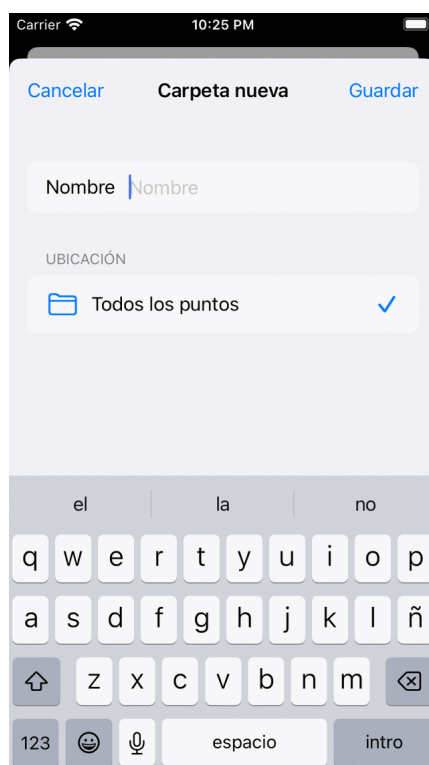 Carrier 10:25 PM
Cancelar Carpeta nueva Guardar
Nombre Nombre
UBICACIÓN
Todos los puntos
el la no
q w e r t y u i o p
a s d f g h j k l ñ
z x c v b n m
123 espacio intro